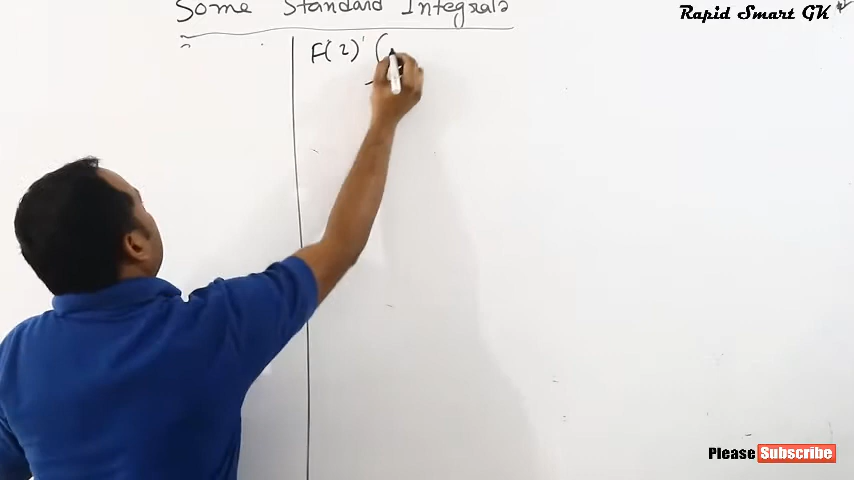 Some Standard Integrals
Rapid Smart GK
F(2) (
Please Subscribe